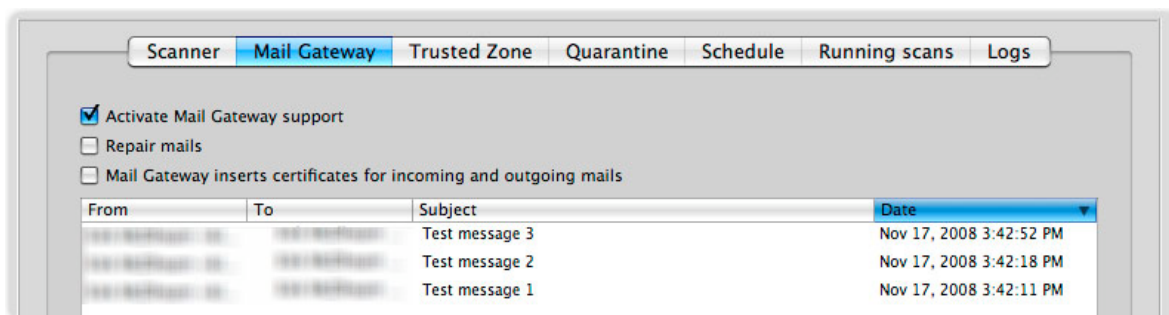 Scanner Mail Gateway Trusted Zone Quarantine Schedule Running scans Logs
Activate Mail Gateway support
Repair mails
Mail Gateway inserts certificates for incoming and outgoing mails
From To Subject Date
Test message 3 Nov 17, 2008 3:42:52 PM
Test message 2 Nov 17, 2008 3:42:18 PM
Test message 1 Nov 17, 2008 3:42:11 PM